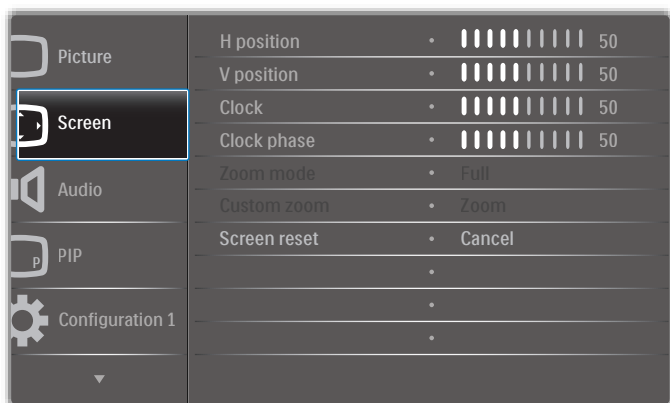 Picture
Screen
Audio
PIP
P
Configuration 1
H position • 50
V position • 50
Clock • 50
Clock phase • 50
Zoom mode • Full
Custom zoom • Zoom
Screen reset • Cancel
•
•
•